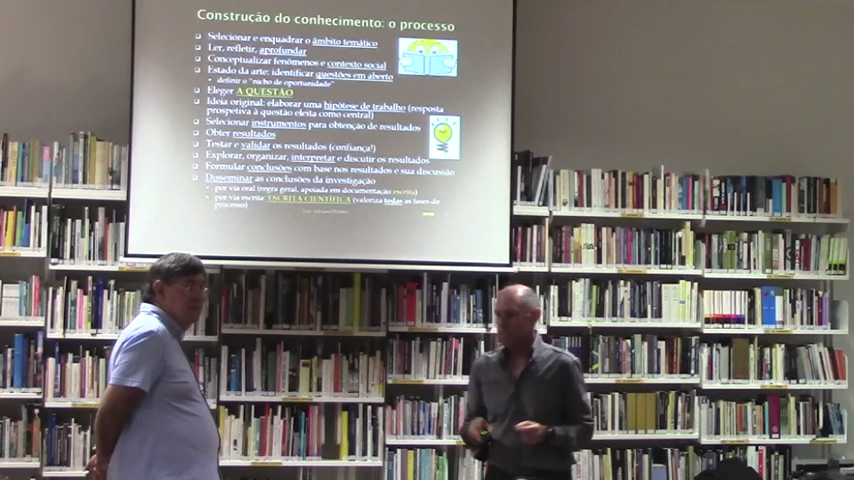 Construção do conhecimento: o processo
Selecionar e enquadrar o âmbito temático
Ler, refletir, aprofundar
Conceptualizar fenómenos e contexto social
Estado da arte: identificar questões em aberto
• definir o "nicho de oportunidade"
Eleger A QUESTÃO
Ideia original: elaborar uma hipótese de trabalho (resposta
prospetiva à questão eleita como central)
Selecionar instrumentos para obtenção de resultados
Obter resultados
Testar e validar os resultados (confiança!)
Explorar, organizar, interpretar e discutir os resultados
Formular conclusões com base nos resultados e sua discussão
Disseminar as conclusões da investigação
• por via oral (regra geral, apoiada em documentação escrita)
• por via escrita: ESCRITA CIENTÍFICA (valoriza todas as fases do
processo)